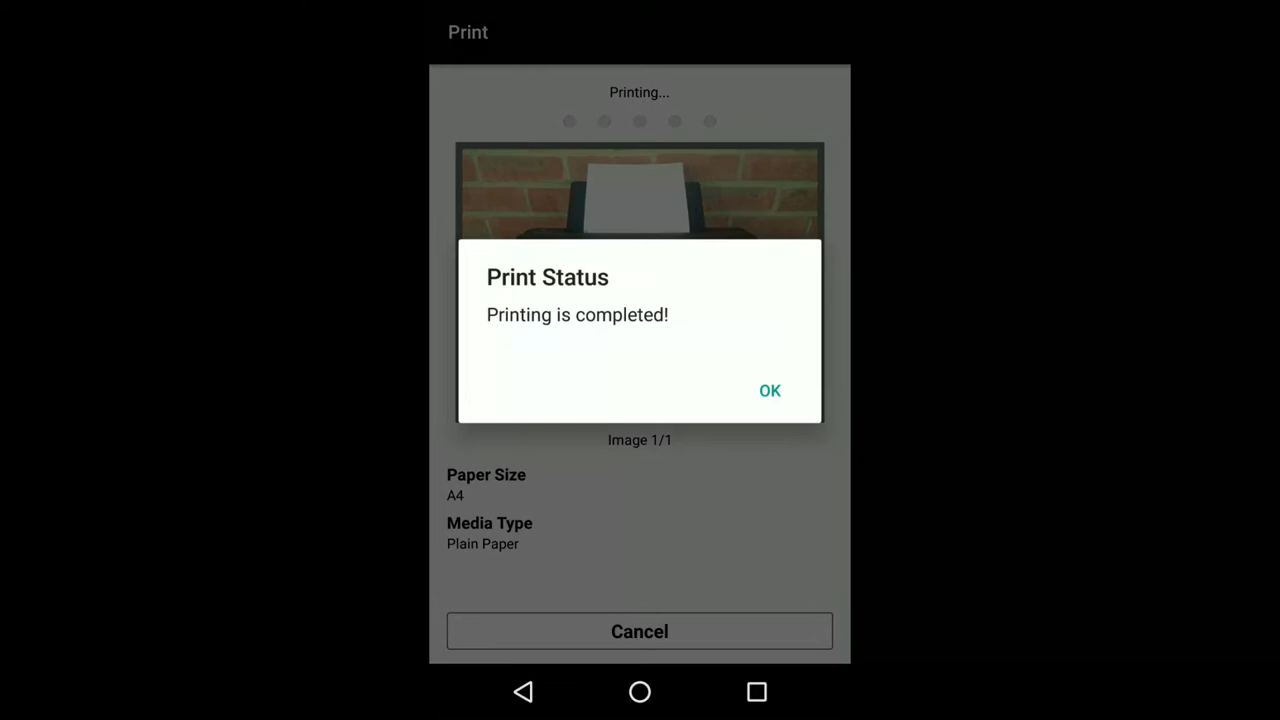 Print
Printing...
Print Status
Printing is completed!
OK
Image 1/1
Paper Size
A4
Media Type
Plain Paper
Cancel